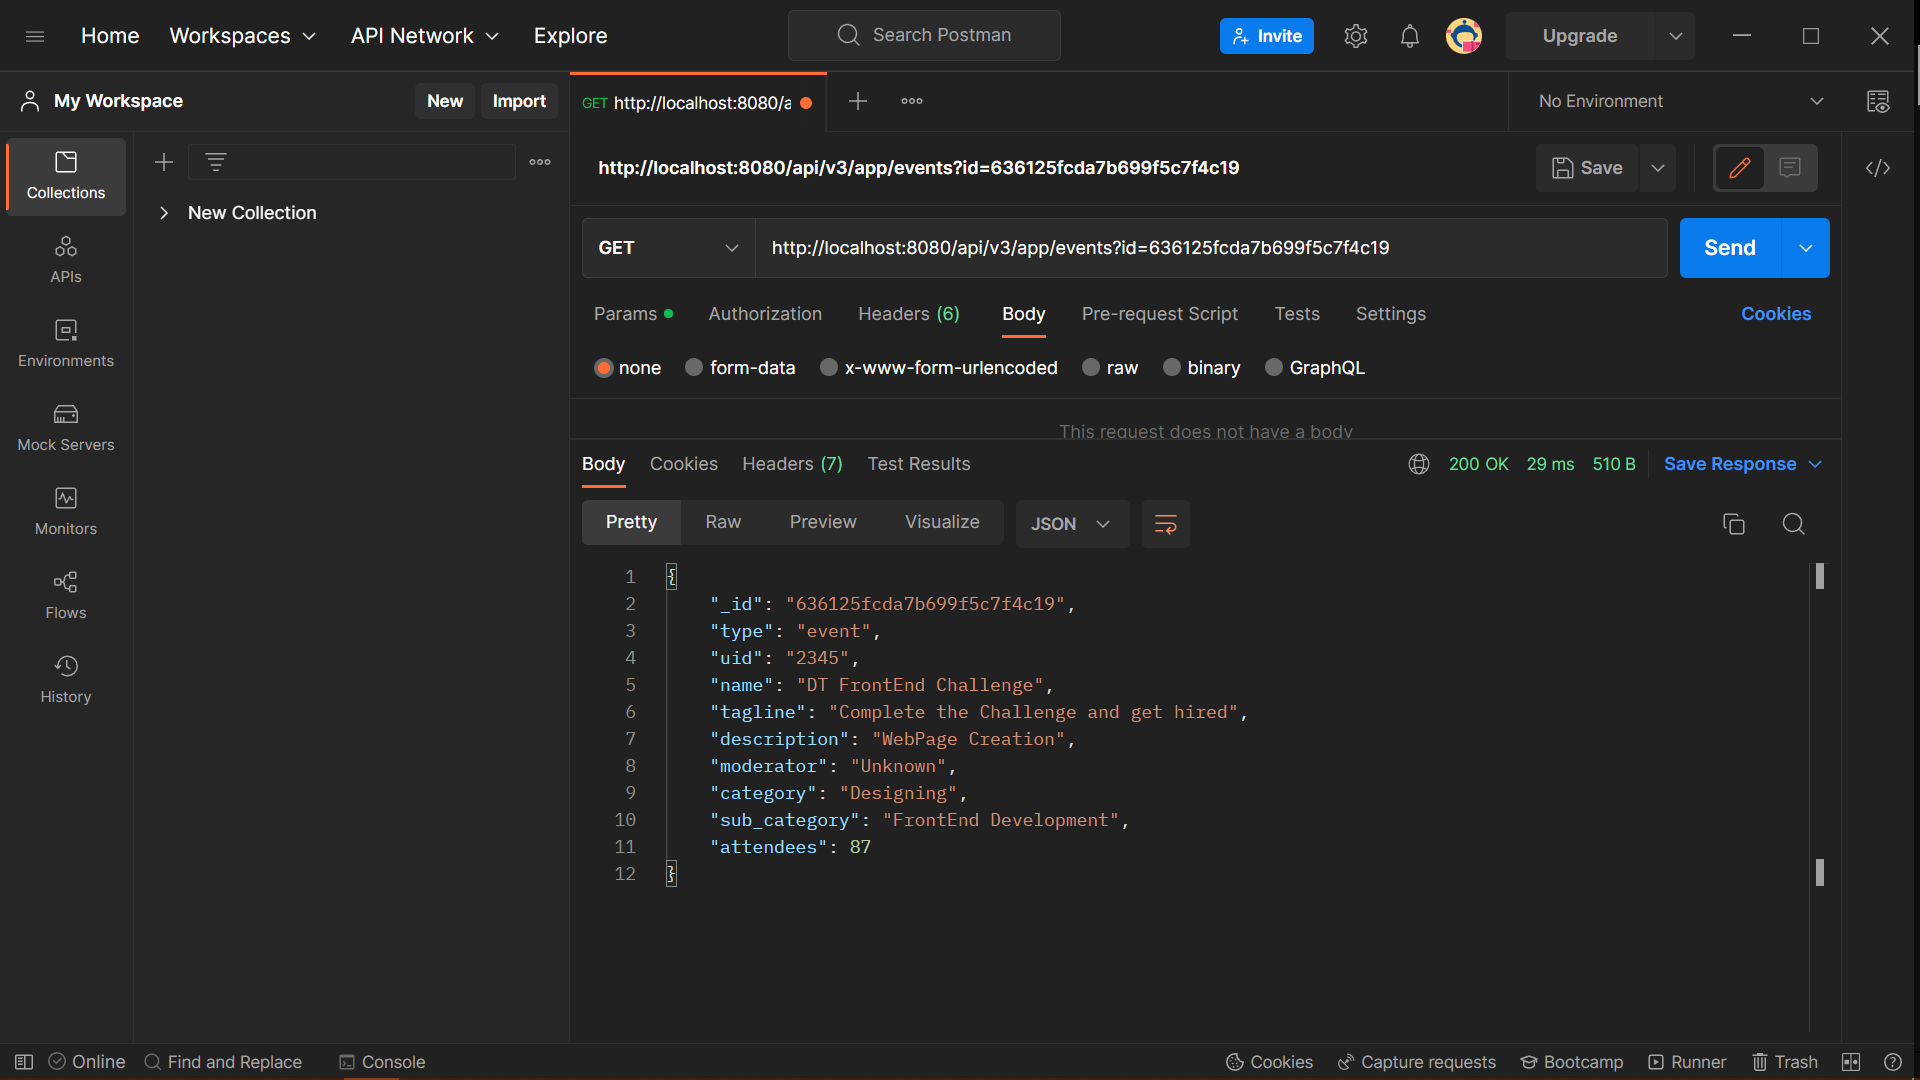 Home Workspaces API Network Explore Search Postman Invite Upgrade
My Workspace New Import GET http://localhost:8080/a No Environment
Collections
New Collection
APIs
Environments
Mock Servers
Monitors
Flows
History
http://localhost:8080/api/v3/app/events?id=636125fcda7b699f5c7f4c19 Save
GET http://localhost:8080/api/v3/app/events?id=636125fcda7b699f5c7f4c19 Send
Params Authorization Headers (6) Body Pre-request Script Tests Settings Cookies
none form-data x-www-form-urlencoded raw binary GraphQL
This request does not have a body
Body Cookies Headers (7) Test Results 200 OK 29 ms 510 B Save Response
Pretty Raw Preview Visualize JSON
1 {
2 "_id": "636125fcda7b699f5c7f4c19",
3 "type": "event",
4 "uid": "2345",
5 "name": "DT FrontEnd Challenge",
6 "tagline": "Complete the Challenge and get hired",
7 "description": "WebPage Creation",
8 "moderator": "Unknown",
9 "category": "Designing",
10 "sub_category": "FrontEnd Development",
11 "attendees": 87
12 }
Online Find and Replace Console Cookies Capture requests Bootcamp Runner Trash